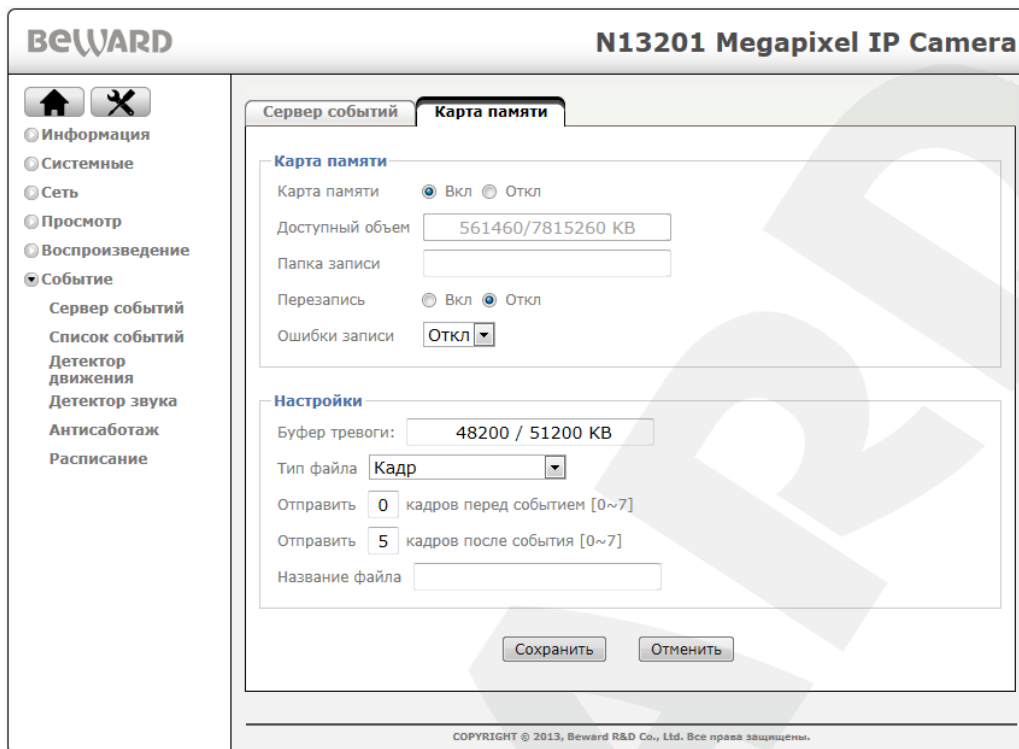 BEWARD
N13201 Megapixel IP Camera
Информация
Системные
Сеть
Просмотр
Воспроизведение
Событие
Сервер событий
Список событий
Детектор
движения
Детектор звука
Антисаботаж
Расписание
Сервер событий
Карта памяти
Карта памяти
Карта памяти Вкл Откл
Доступный объем 561460/7815260 KB
Папка записи
Перезапись Вкл Откл
Ошибки записи Откл
Настройки
Буфер тревоги: 48200 / 51200 KB
Тип файла Кадр
Отправить 0 кадров перед событием [0~7]
Отправить 5 кадров после события [0~7]
Название файла
Сохранить
Отменить
COPYRIGHT © 2013, Beward R&D Co., Ltd. Все права защищены.